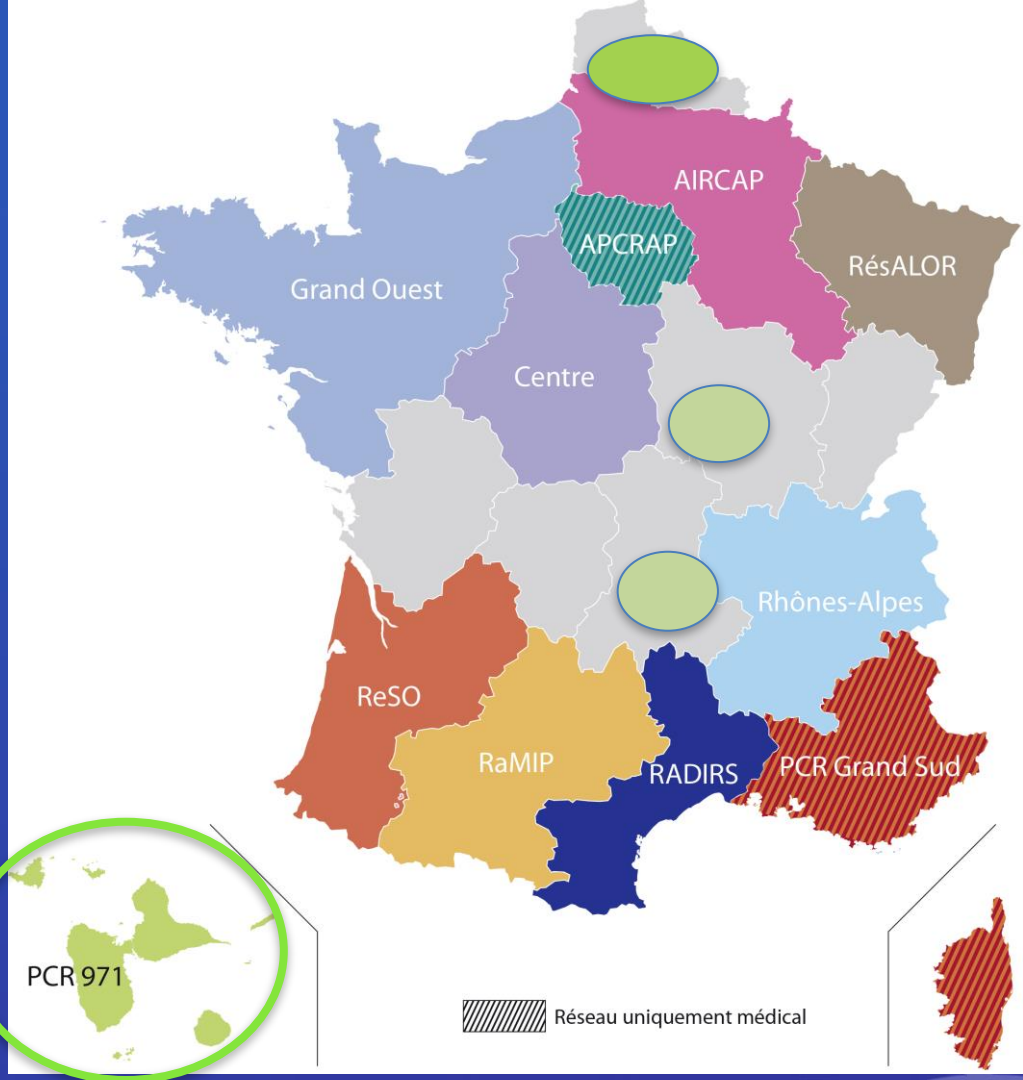 AIRCAP
APCRAP
RésALOR
Grand Ouest
Centre
Rhônes-Alpes
ReSO
RaMIP
RADIRS
PCR Grand Sud
PCR 971
Réseau uniquement médical